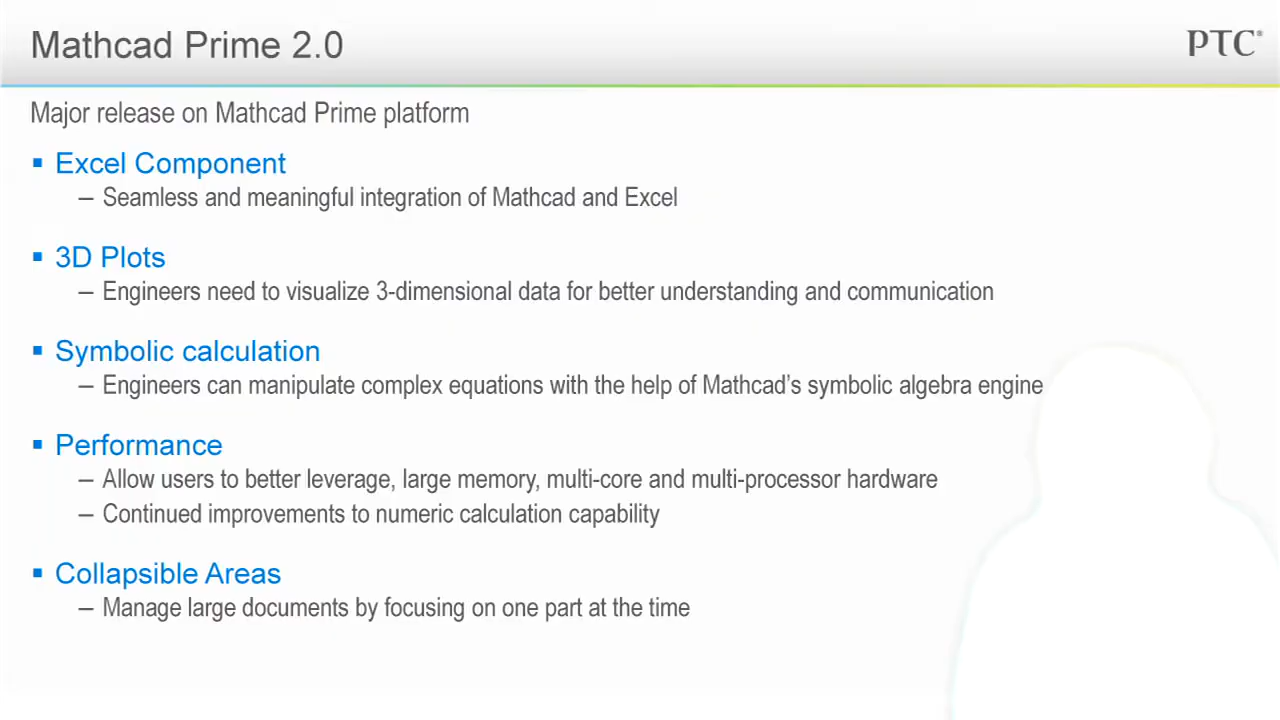 Mathcad Prime 2.0
PTC®
Major release on Mathcad Prime platform
▪ Excel Component
– Seamless and meaningful integration of Mathcad and Excel
▪ 3D Plots
– Engineers need to visualize 3-dimensional data for better understanding and communication
▪ Symbolic calculation
– Engineers can manipulate complex equations with the help of Mathcad’s symbolic algebra engine
▪ Performance
– Allow users to better leverage, large memory, multi-core and multi-processor hardware
– Continued improvements to numeric calculation capability
▪ Collapsible Areas
– Manage large documents by focusing on one part at the time